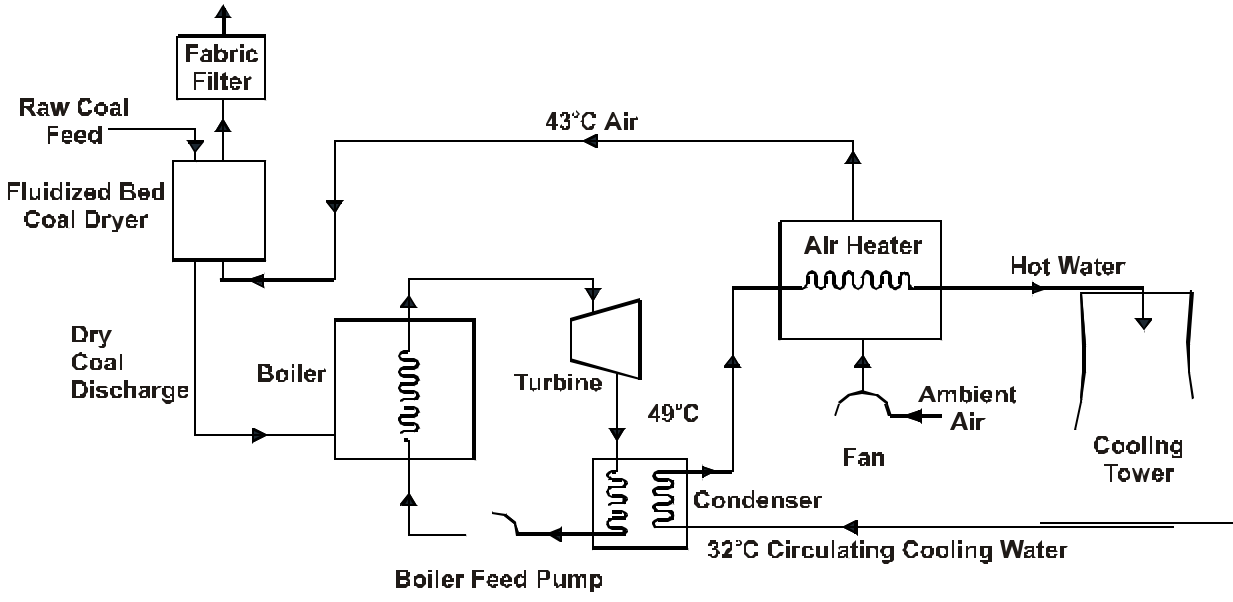 Fabric
Filter
Raw Coal
Feed
43°C Air
Fluidized Bed
Coal Dryer
Air Heater
Hot Water
Dry
Coal
Discharge
Boiler
Turbine
49°C
Ambient
Air
Fan
Cooling
Tower
Condenser
32°C Circulating Cooling Water
Boiler Feed Pump